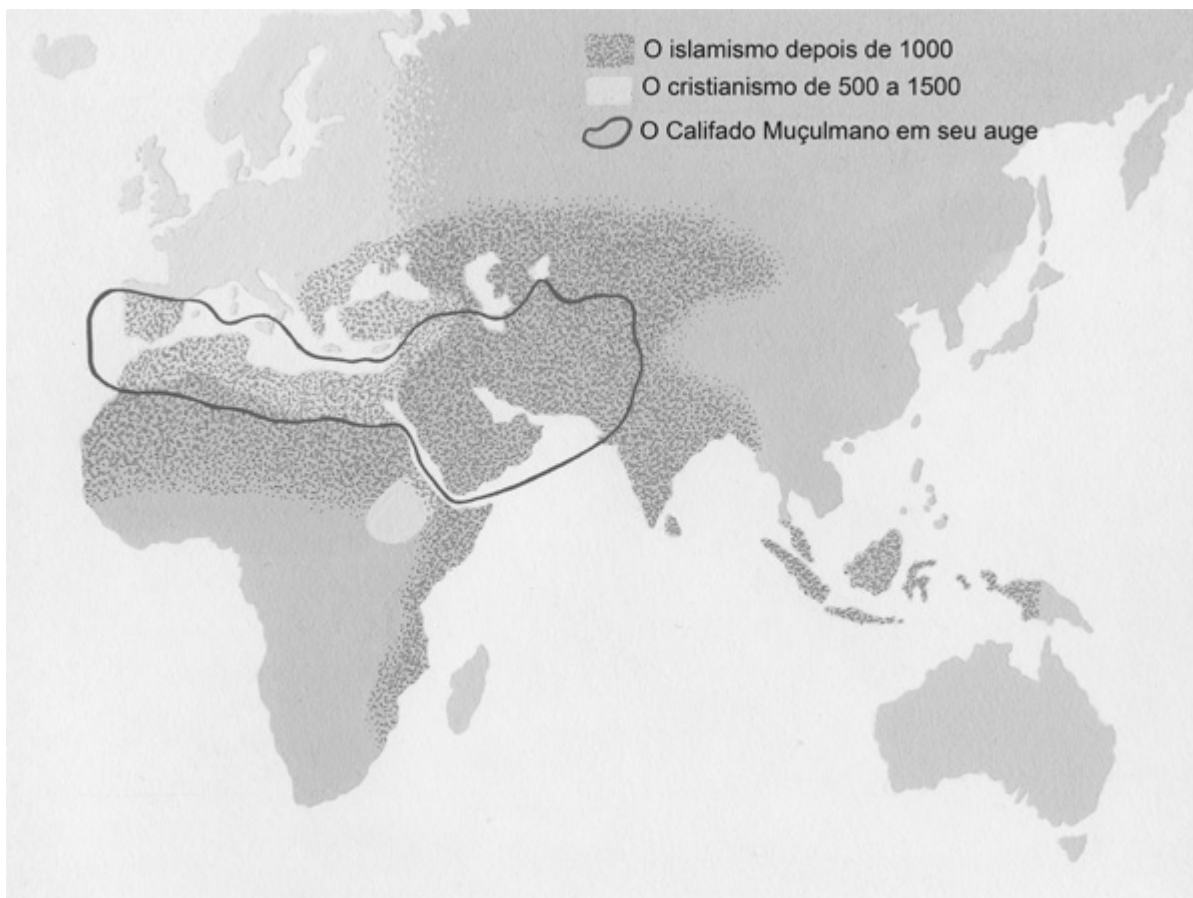 O islamismo depois de 1000
O cristianismo de 500 a 1500
O Califado Muçulmano em seu auge